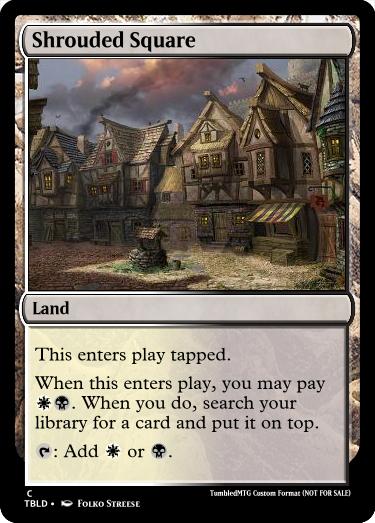 Shrouded Square
Land
This enters play tapped.
When this enters play, you may pay
. When you do, search your
library for a card and put it on top.
: Add or .
C
TBLD • Folko Streese
TumbledMTG Custom Format (NOT FOR SALE)